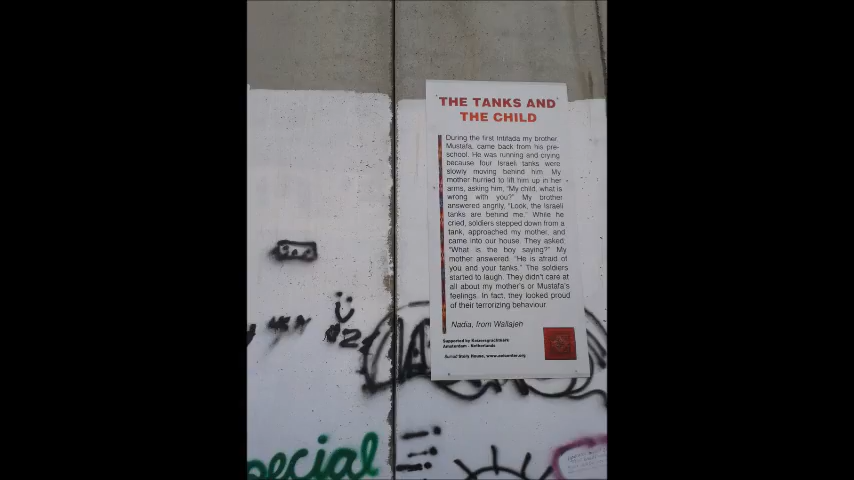 THE TANKS AND
THE CHILD
During the first Intifada my brother,
Mustafa, came back from his pre-
school. He was running and crying
because four Israeli tanks were
slowly moving behind him. My
mother hurried to lift him up in her
arms, asking him, "My child, what is
wrong with you?" My brother
answered angrily, "Look, the Israeli
tanks are behind me." While he
cried, soldiers stepped down from a
tank, approached my mother, and
came into our house. They asked:
"What is the boy saying?" My
mother answered: "He is afraid of
you and your tanks." The soldiers
started to laugh. They didn't care at
all about my mother's or Mustafa's
feelings. In fact, they looked proud
of their terrorizing behaviour.
Nadia, from Wallajeh
Supported by Keizersgrachtkerk
Amsterdam - Netherlands
Sumud Story House, www.aeicenter.org
pecial